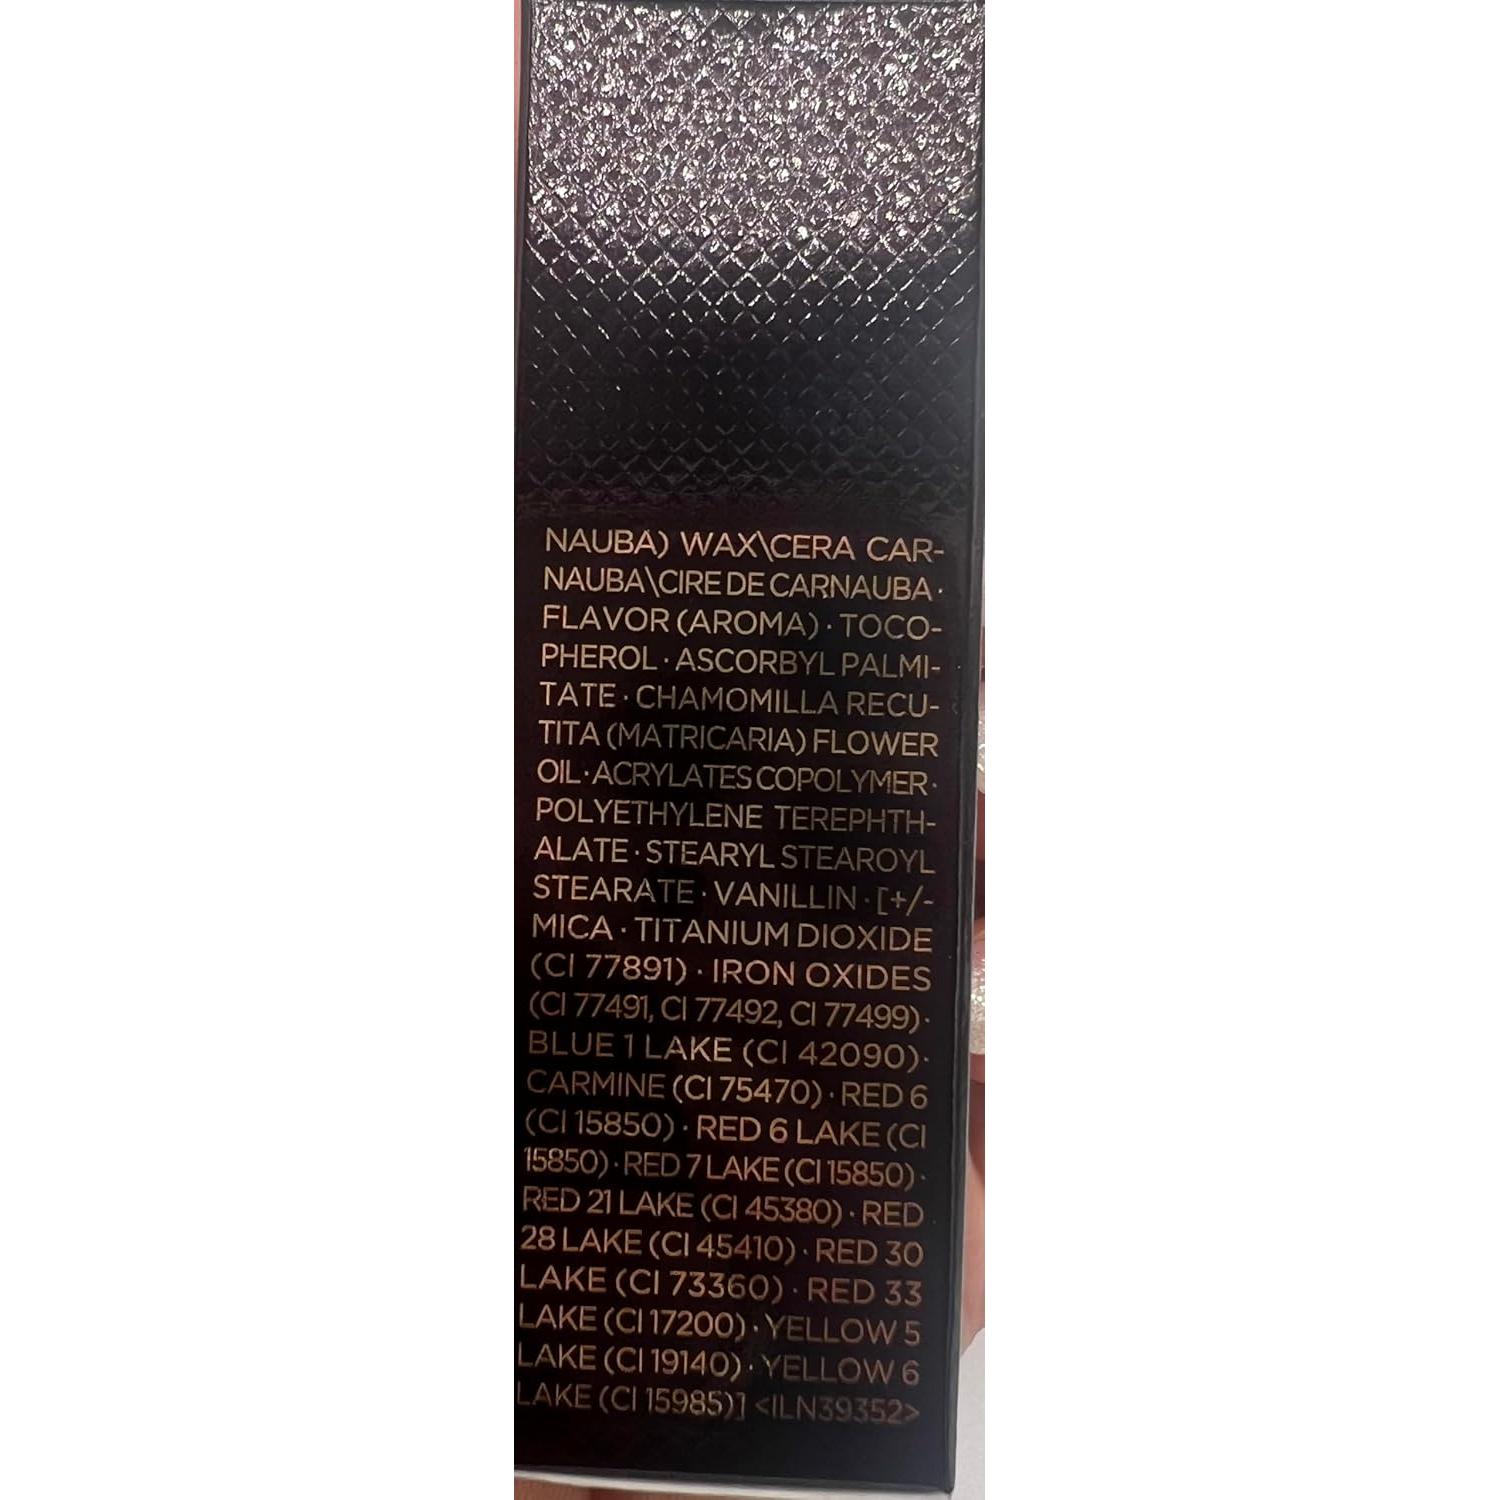 NAUBA) WAX\CERA CAR-
NAUBA\CIRE DE CARNAUBA ·
FLAVOR (AROMA) · TOCO-
PHEROL · ASCORBYL PALMI-
TATE · CHAMOMILLA RECU-
TITA (MATRICARIA) FLOWER
OIL · ACRYLATES COPOLYMER ·
POLYETHYLENE TEREPHTH-
ALATE · STEARYL STEAROYL
STEARATE · VANILLIN · [+/-
MICA · TITANIUM DIOXIDE
(CI 77891) · IRON OXIDES
(CI 77491, CI 77492, CI 77499) ·
BLUE 1 LAKE (CI 42090) ·
CARMINE (CI 75470) · RED 6
(CI 15850) · RED 6 LAKE (CI
15850) · RED 7 LAKE (CI 15850) ·
RED 21 LAKE (CI 45380) · RED
28 LAKE (CI 45410) · RED 30
LAKE (CI 73360) · RED 33
LAKE (CI 17200) · YELLOW 5
LAKE (CI 19140) · YELLOW 6
LAKE (CI 15985)] <ILN39352>